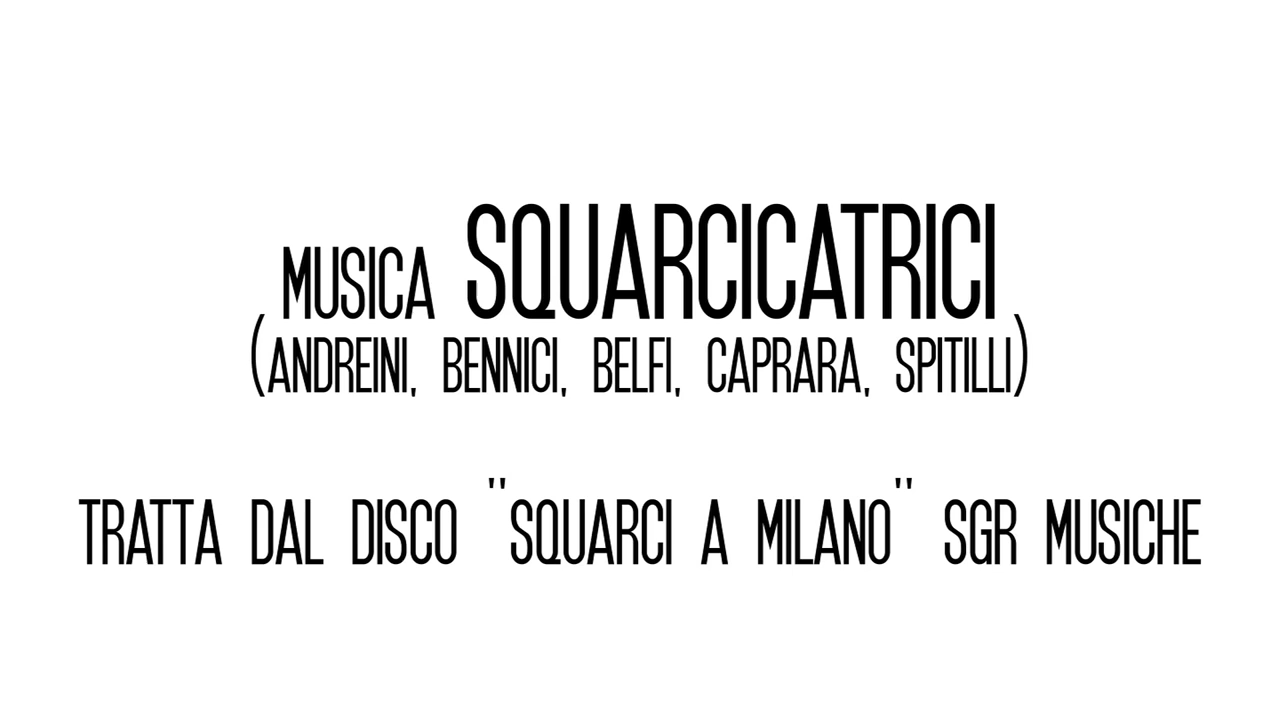 MUSICA SQUARCICATRICI
(ANDREINI, BENNICI, BELFI, CAPRARA, SPITILLI)
TRATTA DAL DISCO "SQUARCI A MILANO" SGR MUSICHE